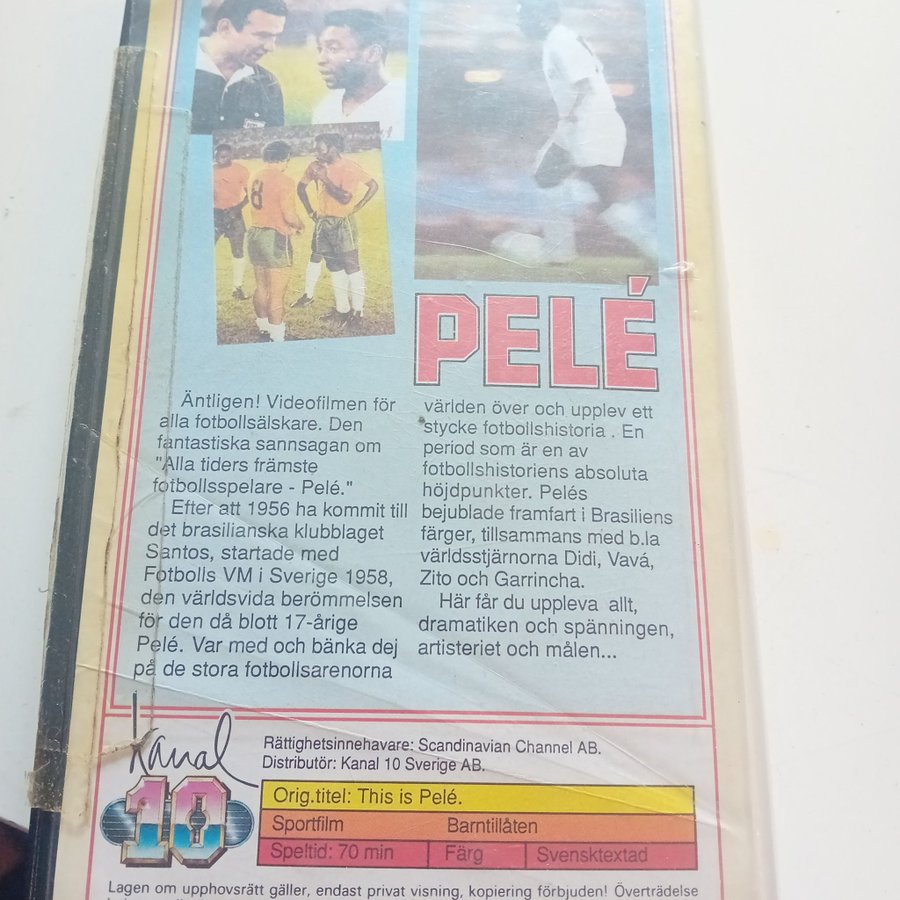 8
PELÉ
Äntligen! Videofilmen för
alla fotbollsälskare. Den
fantastiska sannsagan om
"Alla tiders främste
fotbollsspelare - Pelé."
Efter att 1956 ha kommit till
det brasilianska klubblaget
Santos, startade med
Fotbolls VM i Sverige 1958,
den världsvida berömmelsen
för den då blott 17-årige
Pelé. Var med och bänka dej
på de stora fotbollsarenorna
världen över och upplev ett
stycke fotbollshistoria . En
period som är en av
fotbollshistoriens absoluta
höjdpunkter. Pelés
bejublade framfart i Brasiliens
färger, tillsammans med b.la
världsstjärnorna Didi, Vavá,
Zito och Garrincha.
Här får du uppleva allt,
dramatiken och spänningen,
artisteriet och målen...
Kanal
10
Rättighetsinnehavare: Scandinavian Channel AB.
Distributör: Kanal 10 Sverige AB.
Orig.titel: This is Pelé.
Sportfilm Barntillåten
Speltid: 70 min Färg Svensktextad
Lagen om upphovsrätt gäller, endast privat visning, kopiering förbjuden! Överträdelse